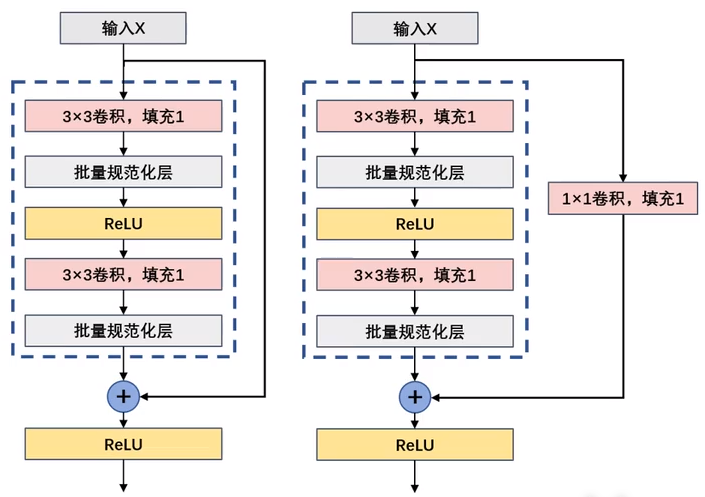 输入X
3×3卷积，填充1
批量规范化层
ReLU
3×3卷积，填充1
批量规范化层
+
ReLU
输入X
3×3卷积，填充1
批量规范化层
ReLU
3×3卷积，填充1
批量规范化层
1×1卷积，填充1
+
ReLU